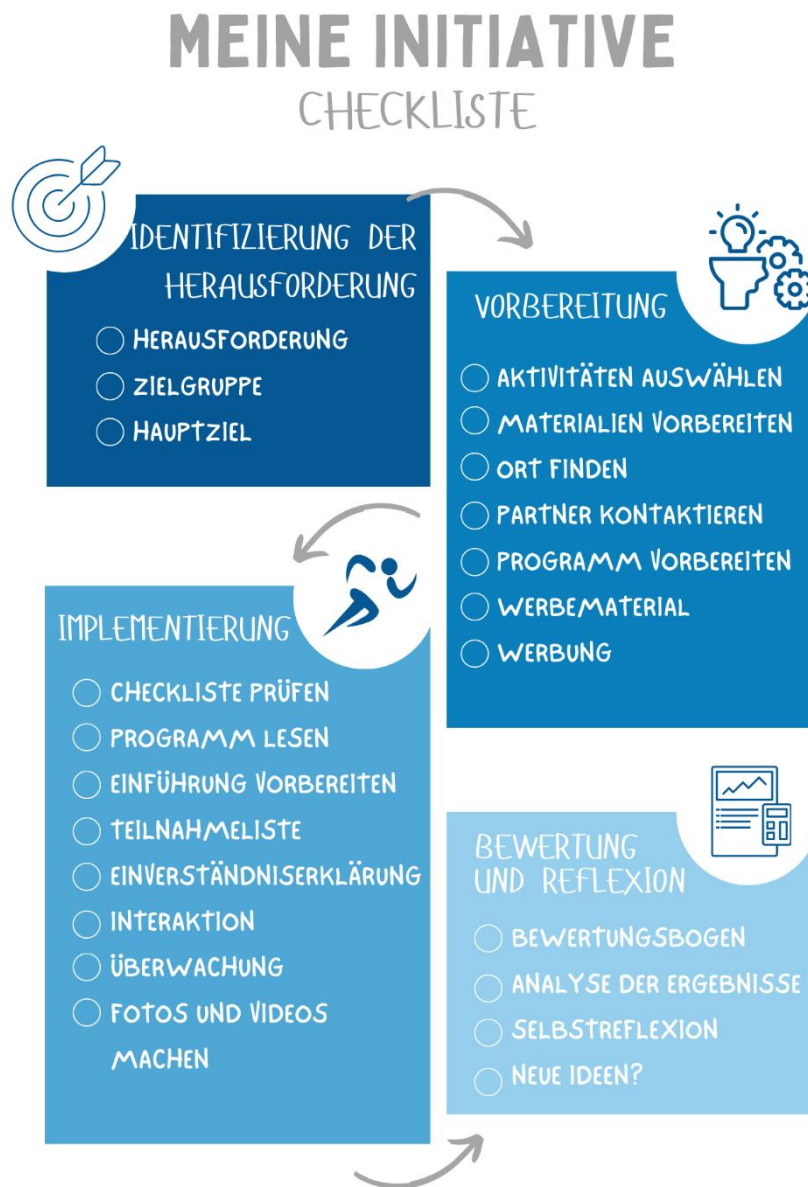 MEINE INITIATIVE
CHECKLISTE
IDENTIFIZIERUNG DER
HERAUSFORDERUNG
HERAUSFORDERUNG
ZIELGRUPPE
HAUPTZIEL
VORBEREITUNG
AKTIVITÄTEN AUSWÄHLEN
MATERIALIEN VORBEREITEN
ORT FINDEN
PARTNER KONTAKTIEREN
PROGRAMM VORBEREITEN
WERBEMATERIAL
WERBUNG
IMPLEMENTIERUNG
CHECKLISTE PRÜFEN
PROGRAMM LESEN
EINFÜHRUNG VORBEREITEN
TEILNAHMELISTE
EINVERSTÄNDNISERKLÄRUNG
INTERAKTION
ÜBERWACHUNG
FOTOS UND VIDEOS
MACHEN
BEWERTUNG
UND REFLEXION
BEWERTUNGSBOGEN
ANALYSE DER ERGEBNISSE
SELBSTREFLEXION
NEUE IDEEN?